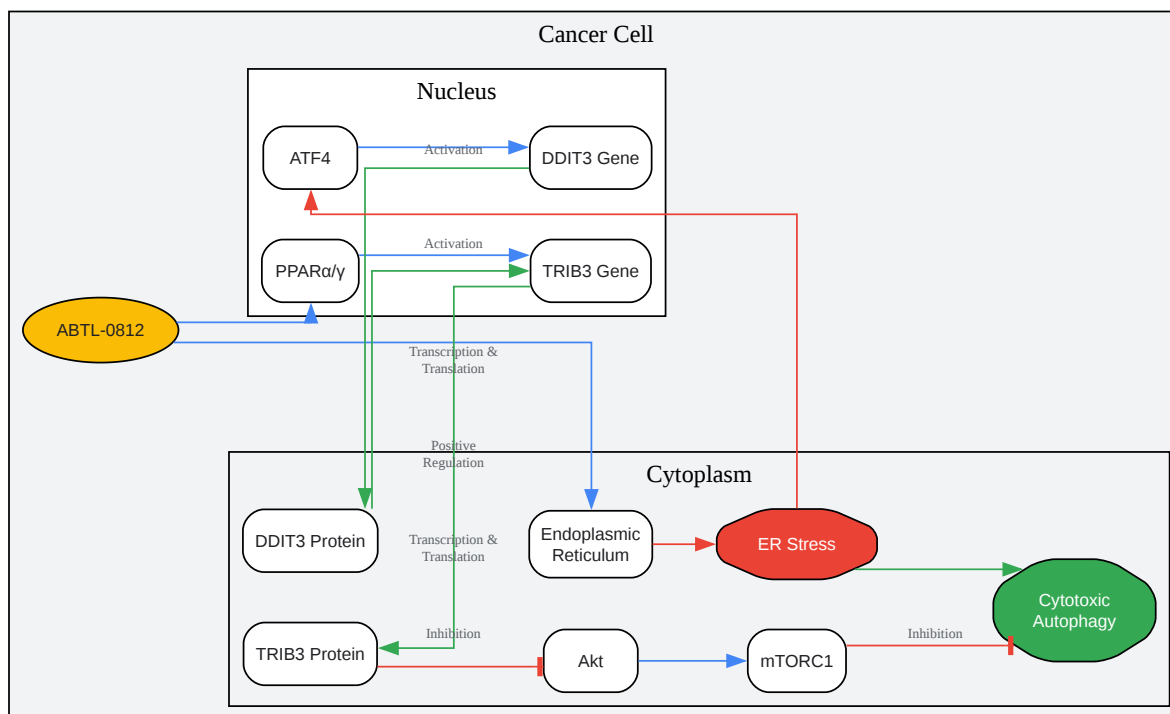 Cancer Cell
Nucleus
ATF4
Activation
DDIT3 Gene
PPARα/γ
Activation
TRIB3 Gene
ABTL-0812
Transcription &
Translation
Positive
Regulation
Cytoplasm
DDIT3 Protein
Transcription &
Translation
Endoplasmic
Reticulum
ER Stress
Cytotoxic
Autophagy
TRIB3 Protein
Inhibition
Akt
mTORC1
Inhibition